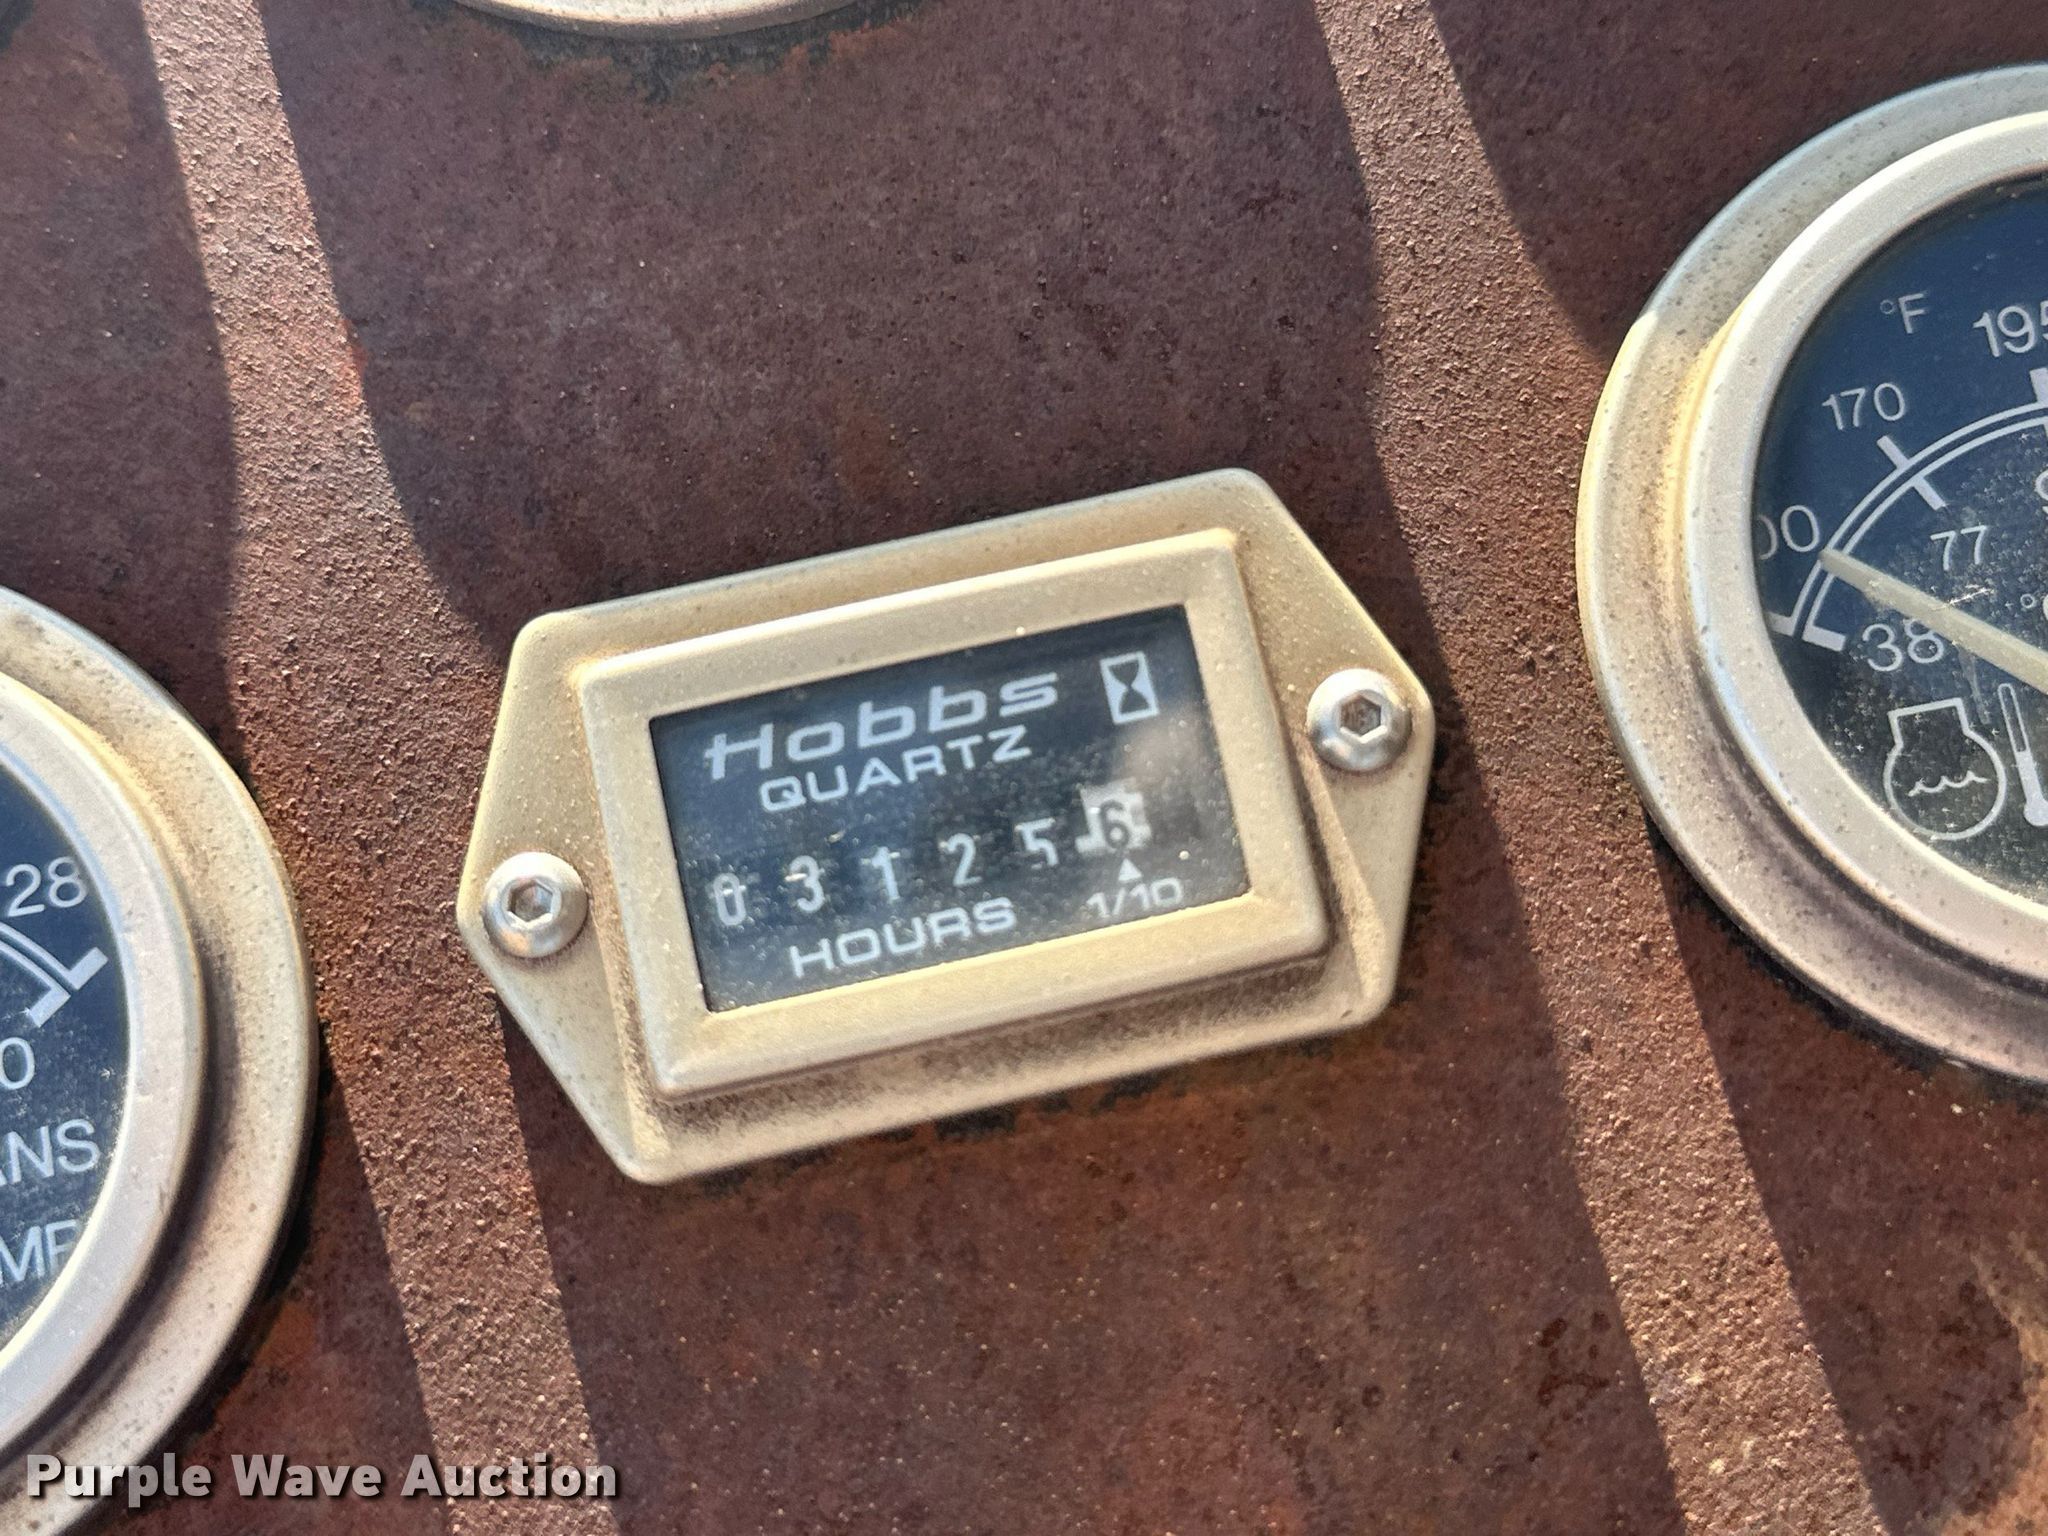 Hobbs
QUARTZ
0 3 1 2 5 6
HOURS 1/10
°F
195
170
77
38
28
0
ANS
Purple Wave Auction